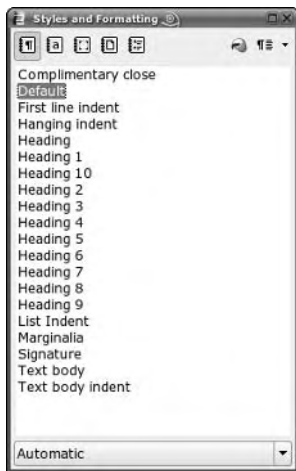 Styles and Formatting
Complimentary close
Default
First line indent
Hanging indent
Heading
Heading 1
Heading 10
Heading 2
Heading 3
Heading 4
Heading 5
Heading 6
Heading 7
Heading 8
Heading 9
List Indent
Marginalia
Signature
Text body
Text body indent
Automatic